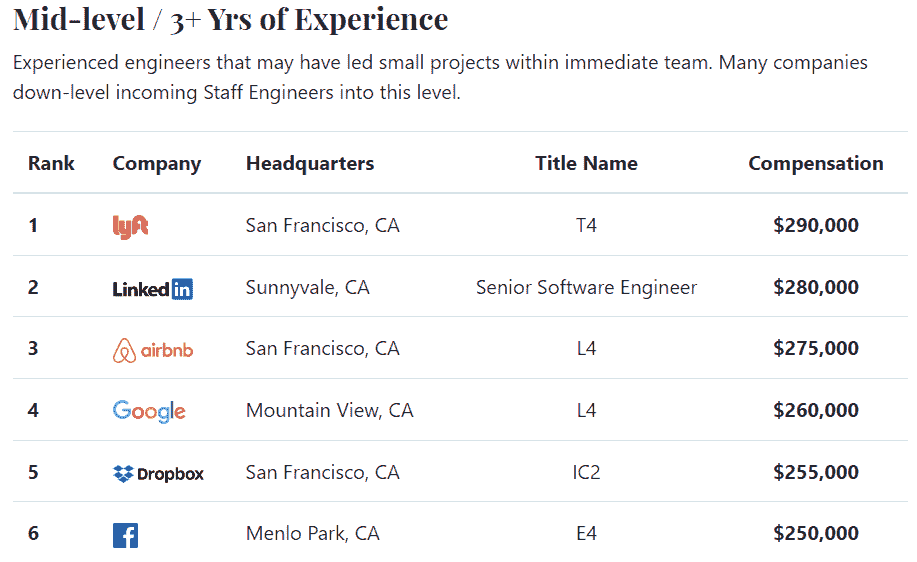 Mid-level / 3+ Yrs of Experience
Experienced engineers that may have led small projects within immediate team. Many companies
down-level incoming Staff Engineers into this level.
Rank Company Headquarters Title Name Compensation
1 lyft San Francisco, CA T4 $290,000
2 Linked in Sunnyvale, CA Senior Software Engineer $280,000
3 airbnb San Francisco, CA L4 $275,000
4 Google Mountain View, CA L4 $260,000
5 Dropbox San Francisco, CA IC2 $255,000
6 f Menlo Park, CA E4 $250,000